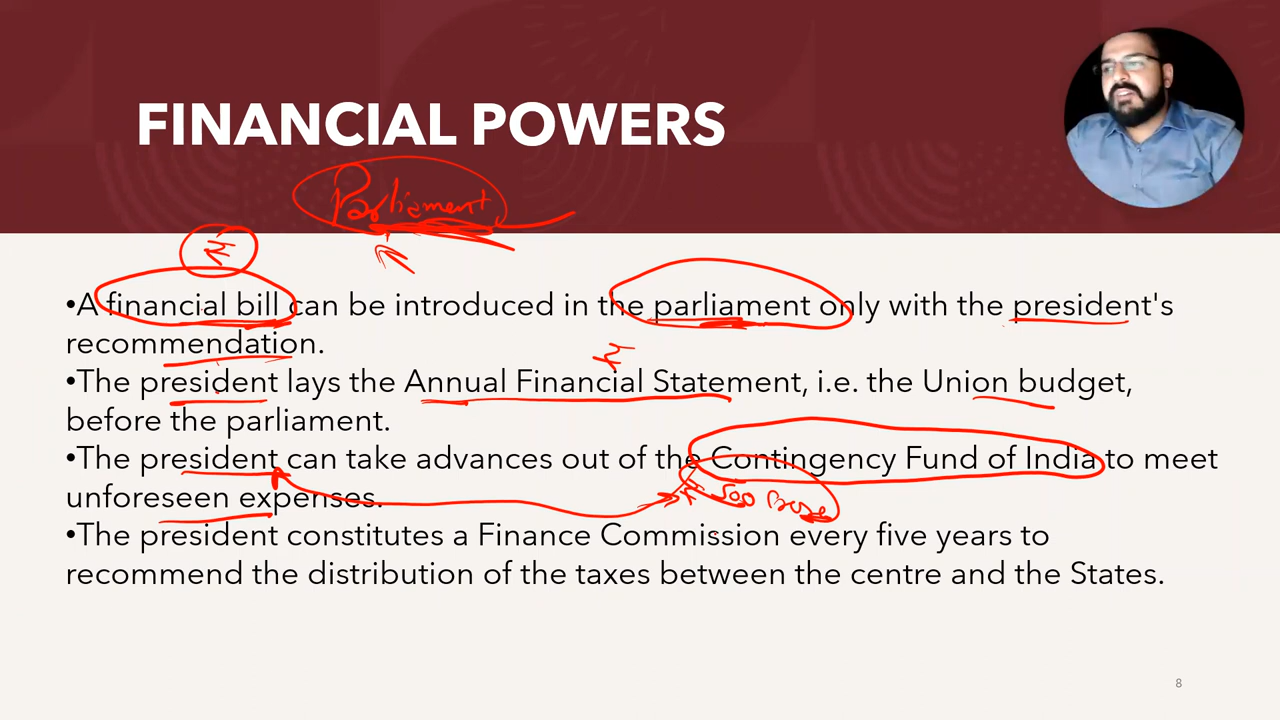 FINANCIAL POWERS
Parliament
₹
•A financial bill can be introduced in the parliament only with the president's
recommendation.
₹
•The president lays the Annual Financial Statement, i.e. the Union budget,
before the parliament.
•The president can take advances out of the Contingency Fund of India to meet
unforeseen expenses.
₹ 500
•The president constitutes a Finance Commission every five years to
recommend the distribution of the taxes between the centre and the States.
8